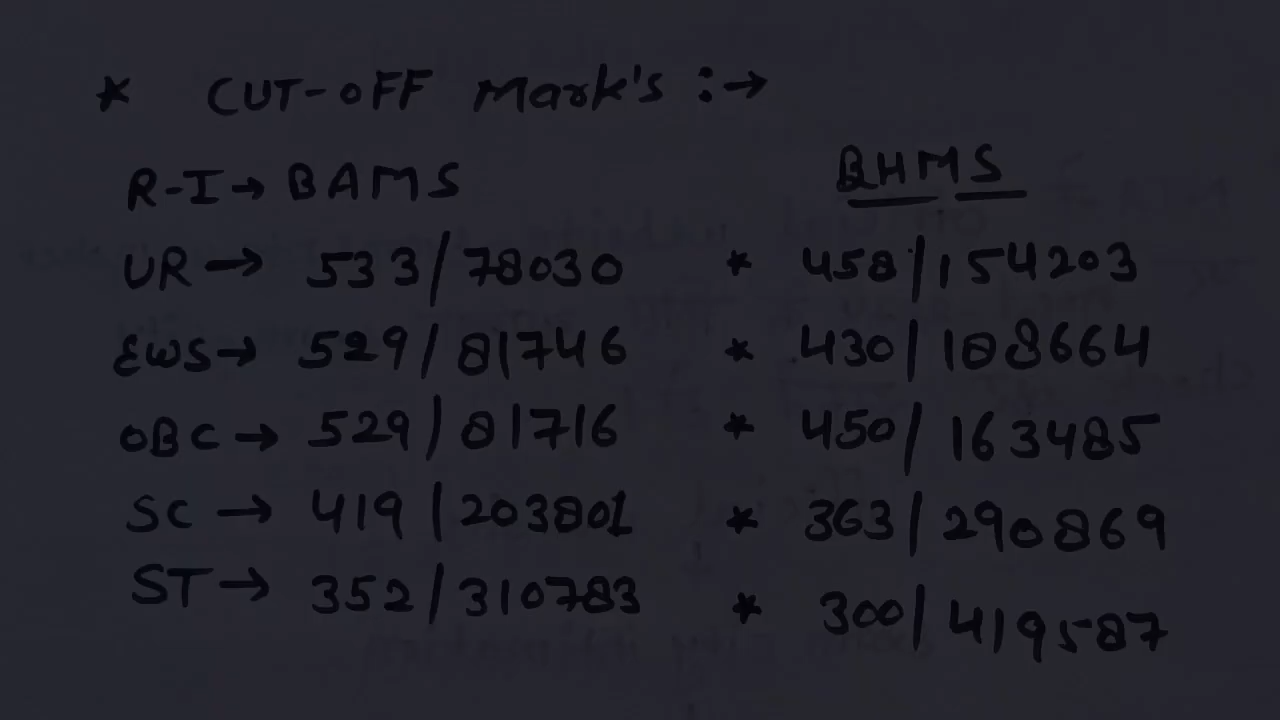 * CUT-OFF Mark's :→
R-I → BAMS BHMS
UR → 533/78030 * 458/154203
EWS → 529/81746 * 430/188664
OBC → 529/81716 * 450/163485
SC → 419/203801 * 363/290869
ST → 352/310783 * 300/419587